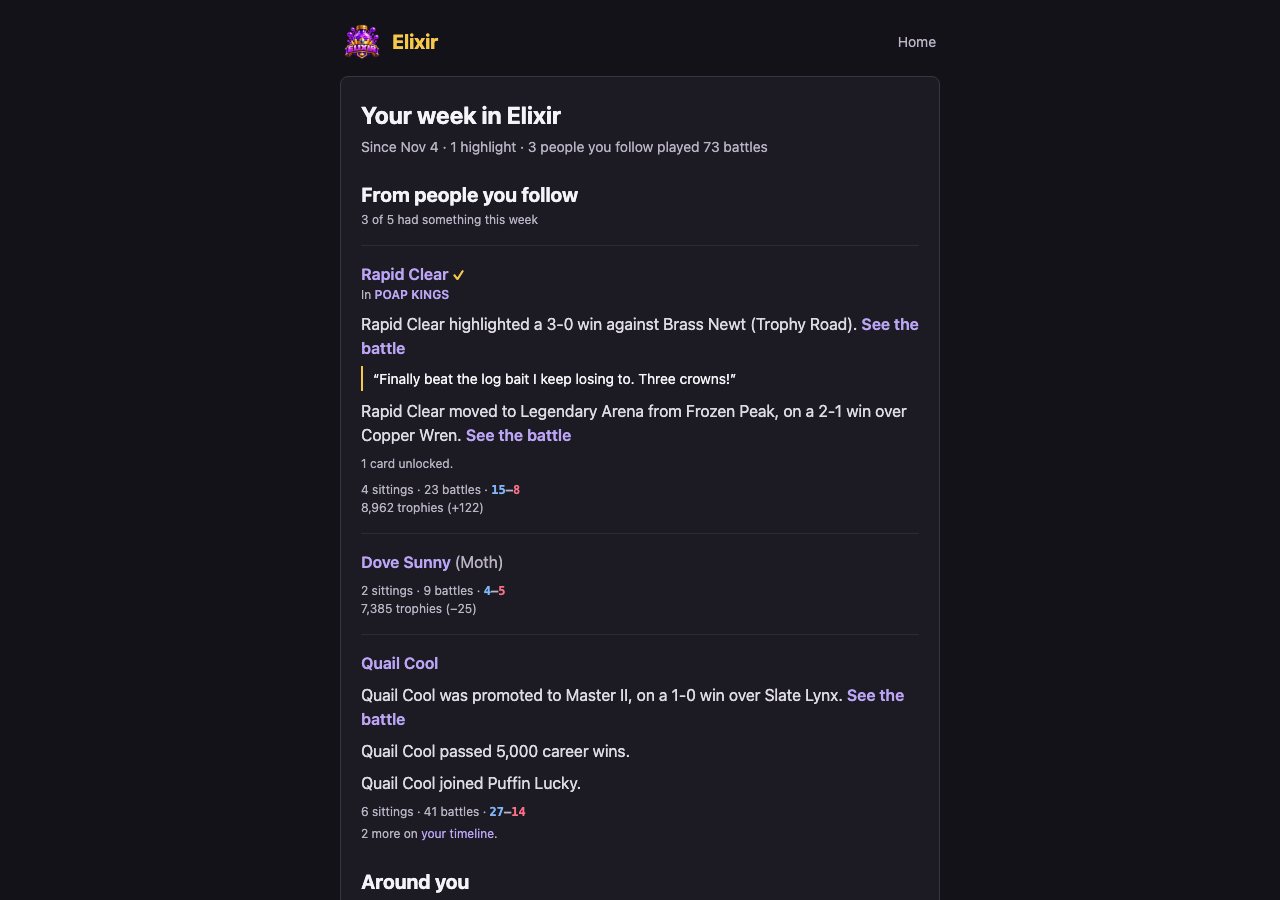 ELIXIR
Elixir
Home
Your week in Elixir
Since Nov 4 · 1 highlight · 3 people you follow played 73 battles
From people you follow
3 of 5 had something this week
Rapid Clear ✓
In POAP KINGS
Rapid Clear highlighted a 3-0 win against Brass Newt (Trophy Road). See the
battle
“Finally beat the log bait I keep losing to. Three crowns!”
Rapid Clear moved to Legendary Arena from Frozen Peak, on a 2-1 win over
Copper Wren. See the battle
1 card unlocked.
4 sittings · 23 battles · 15–8
8,962 trophies (+122)
Dove Sunny (Moth)
2 sittings · 9 battles · 4–5
7,385 trophies (−25)
Quail Cool
Quail Cool was promoted to Master II, on a 1-0 win over Slate Lynx. See the
battle
Quail Cool passed 5,000 career wins.
Quail Cool joined Puffin Lucky.
6 sittings · 41 battles · 27–14
2 more on your timeline.
Around you